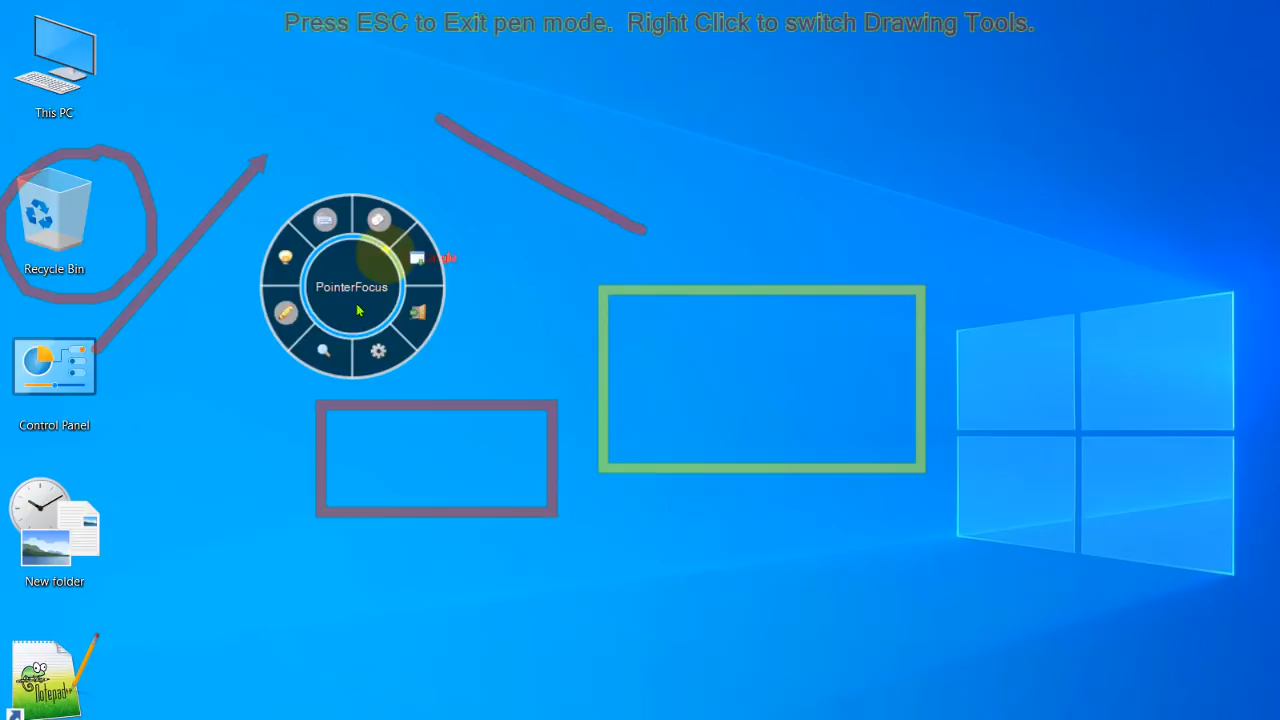 Press ESC to Exit pen mode. Right Click to switch Drawing Tools.
This PC
Recycle Bin
PointerFocus
Control Panel
New folder
Notepad++